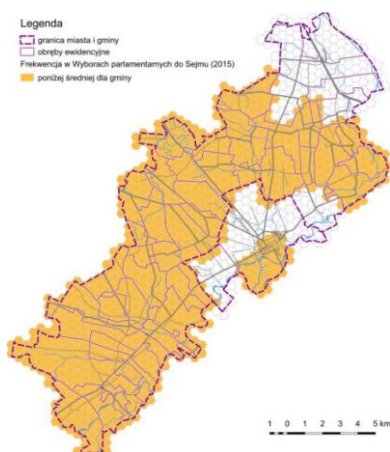 Legenda
granica miasta i gminy
obręby ewidencyjne
Frekwencja w Wyborach parlamentarnych do Sejmu (2015)
poniżej średniej dla gminy
1 0 1 2 3 4 5 km